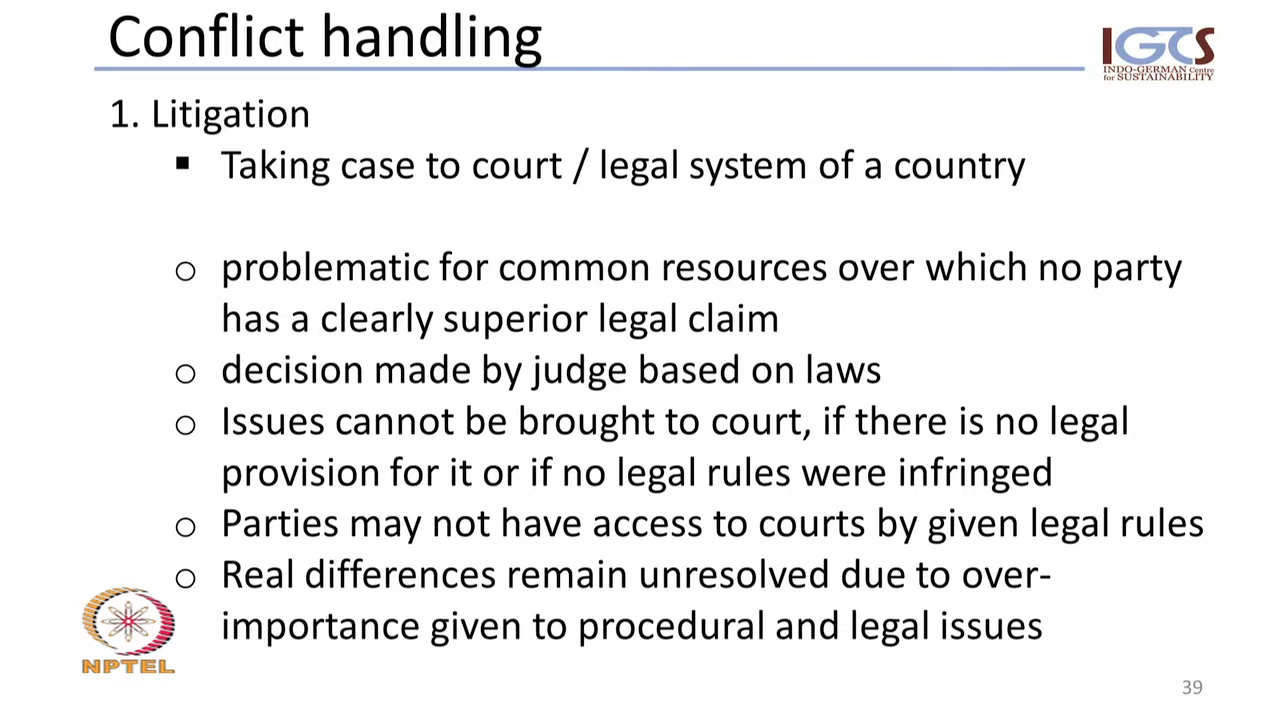 Conflict handling
IGCS
INDO-GERMAN Centre
for SUSTAINABILITY
1. Litigation
▪ Taking case to court / legal system of a country
o problematic for common resources over which no party
has a clearly superior legal claim
o decision made by judge based on laws
o Issues cannot be brought to court, if there is no legal
provision for it or if no legal rules were infringed
o Parties may not have access to courts by given legal rules
o Real differences remain unresolved due to over-
importance given to procedural and legal issues
NPTEL
39